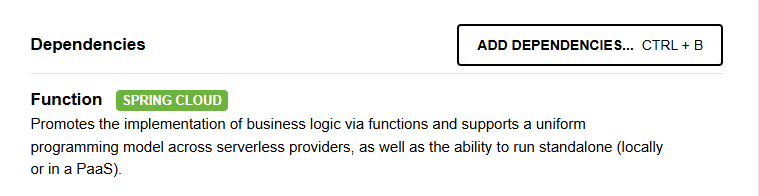 Dependencies
ADD DEPENDENCIES... CTRL + B
Function SPRING CLOUD
Promotes the implementation of business logic via functions and supports a uniform
programming model across serverless providers, as well as the ability to run standalone (locally
or in a PaaS).